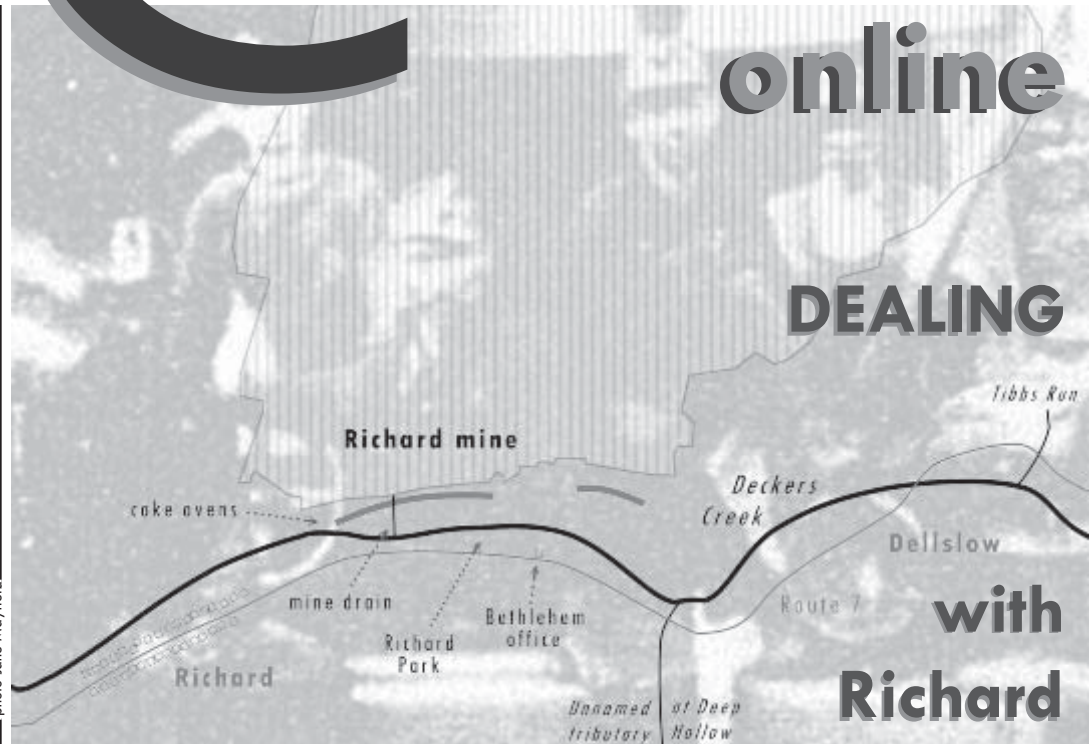 online
DEALING
Tibbs Run
Richard mine
Deckers
Creek
coke ovens
Dellslow
mine drain
Route 7
with
Bethlehem
office
Richard
Park
Richard
Richard
Unnamed
tributary
of Deep
Hollow